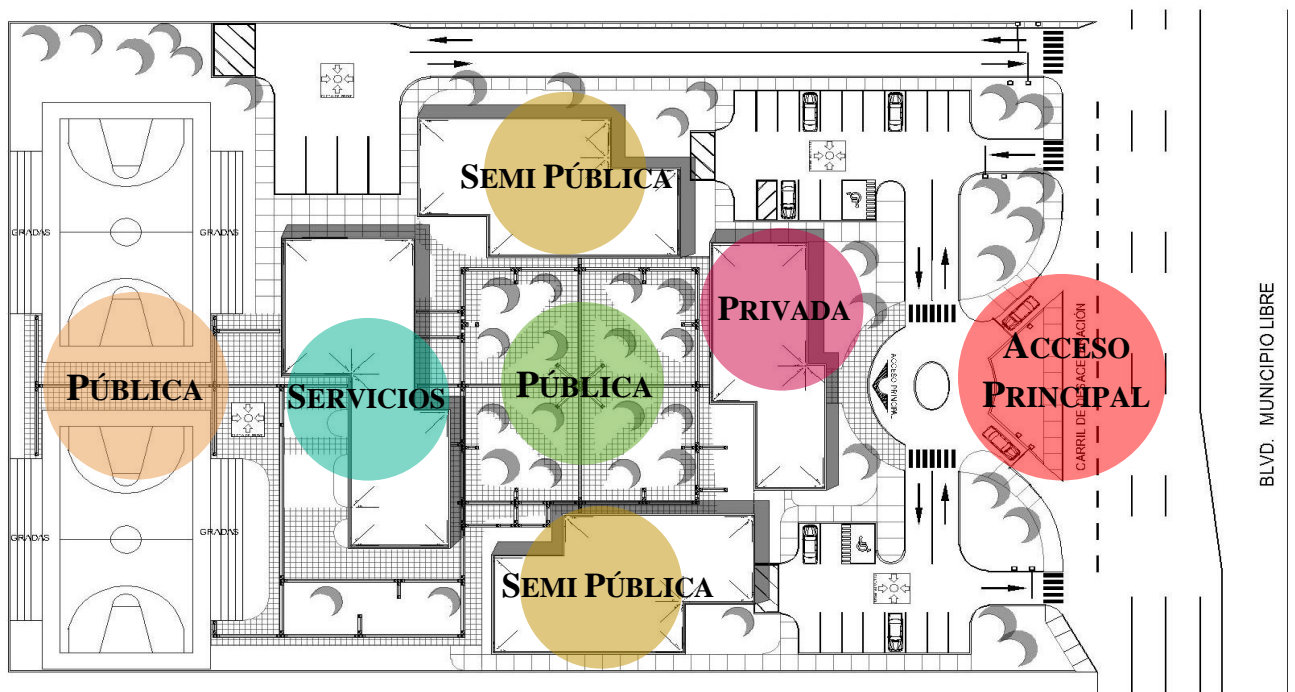 SEMI PÚBLICA
GRADAS
GRADAS
PRIVADA
PÚBLICA
SERVICIOS
PÚBLICA
ACCESO PRINCIPAL
ACCESO
PRINCIPAL
CARRIL DE DESACELERACIÓN
BLVD. MUNICIPIO LIBRE
GRADAS
GRADAS
SEMI PÚBLICA